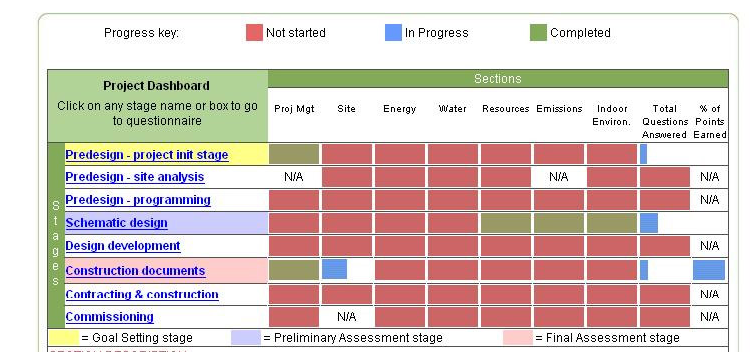 Progress key: Not started In Progress Completed
Project Dashboard Sections
Click on any stage name or box to go to questionnaire
Proj Mgt Site Energy Water Resources Emissions Indoor Environ. Total Questions Answered % of Points Earned
Stages
Predesign - project init stage
Predesign - site analysis N/A N/A N/A
Predesign - programming N/A
Schematic design
Design development N/A
Construction documents
Contracting & construction N/A
Commissioning N/A N/A
= Goal Setting stage = Preliminary Assessment stage = Final Assessment stage